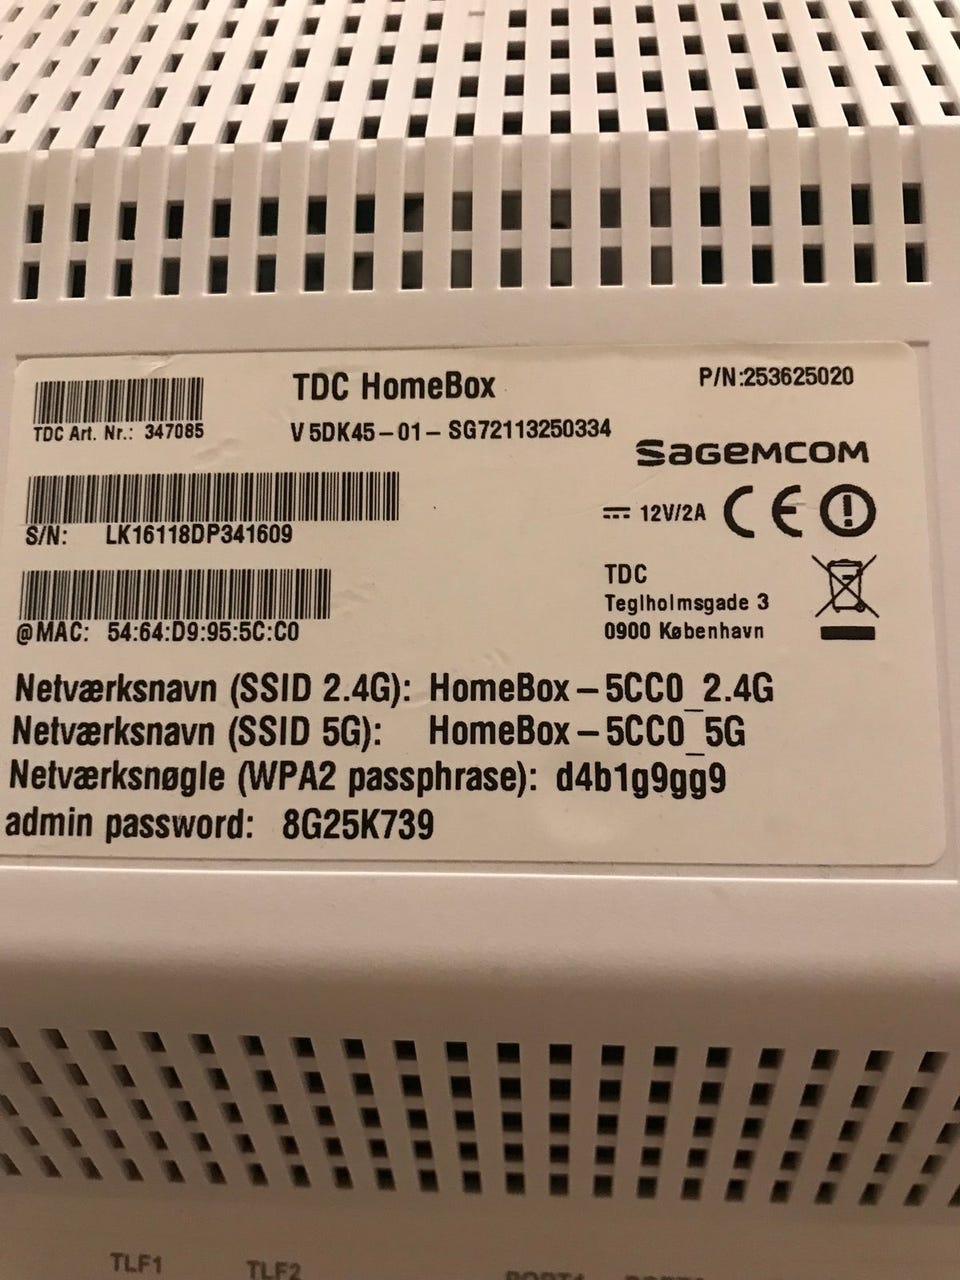 TDC HomeBox
P/N:253625020
TDC Art. Nr.: 347085
V5DK45-01-SG72113250334
SAGEMCOM
S/N: LK16118DP341609
12V/2A CE
TDC
Teglholmsgade 3
0900 København
@MAC: 54:64:D9:95:5C:C0
Netværksnavn (SSID 2.4G): HomeBox-5CC0_2.4G
Netværksnavn (SSID 5G): HomeBox-5CC0_5G
Netværksnøgle (WPA2 passphrase): d4b1g9gg9
admin password: 8G25K739
TLF1 TLF2